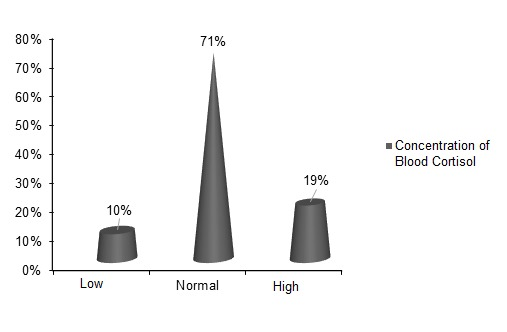 80%
70%
60%
50%
40%
30%
20%
10%
0%
10%
71%
19%
Low
Normal
High
Concentration of
Blood Cortisol